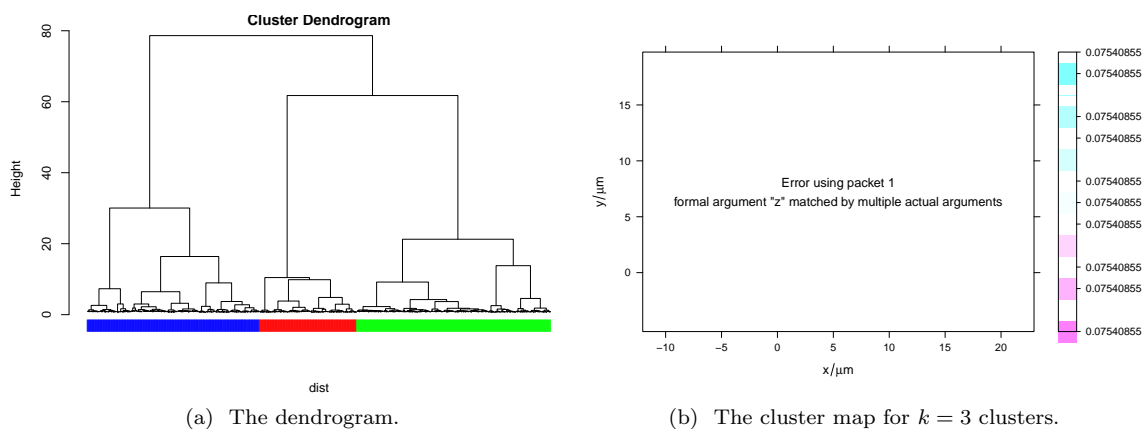 Cluster Dendrogram
80
60
40
20
0
Height
dist
(a) The dendrogram.
15
10
5
0
y/μm
Error using packet 1
formal argument "z" matched by multiple actual arguments
−10 −5 0 5 10 15 20
x/μm
0.07540855
0.07540855
0.07540855
0.07540855
0.07540855
0.07540855
0.07540855
0.07540855
0.07540855
0.07540855
(b) The cluster map for k = 3 clusters.